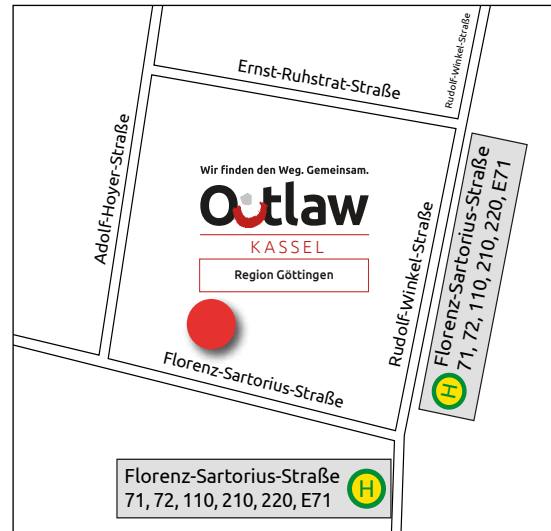 Rudolf-Winkel-Straße
Ernst-Ruhstrat-Straße
Adolf-Hoyer-Straße
Wir finden den Weg. Gemeinsam.
Outlaw
KASSEL
Region Göttingen
Rudolf-Winkel-Straße
Florenz-Sartorius-Straße
71, 72, 110, 210, 220, E71
H
Florenz-Sartorius-Straße
Florenz-Sartorius-Straße
71, 72, 110, 210, 220, E71
H